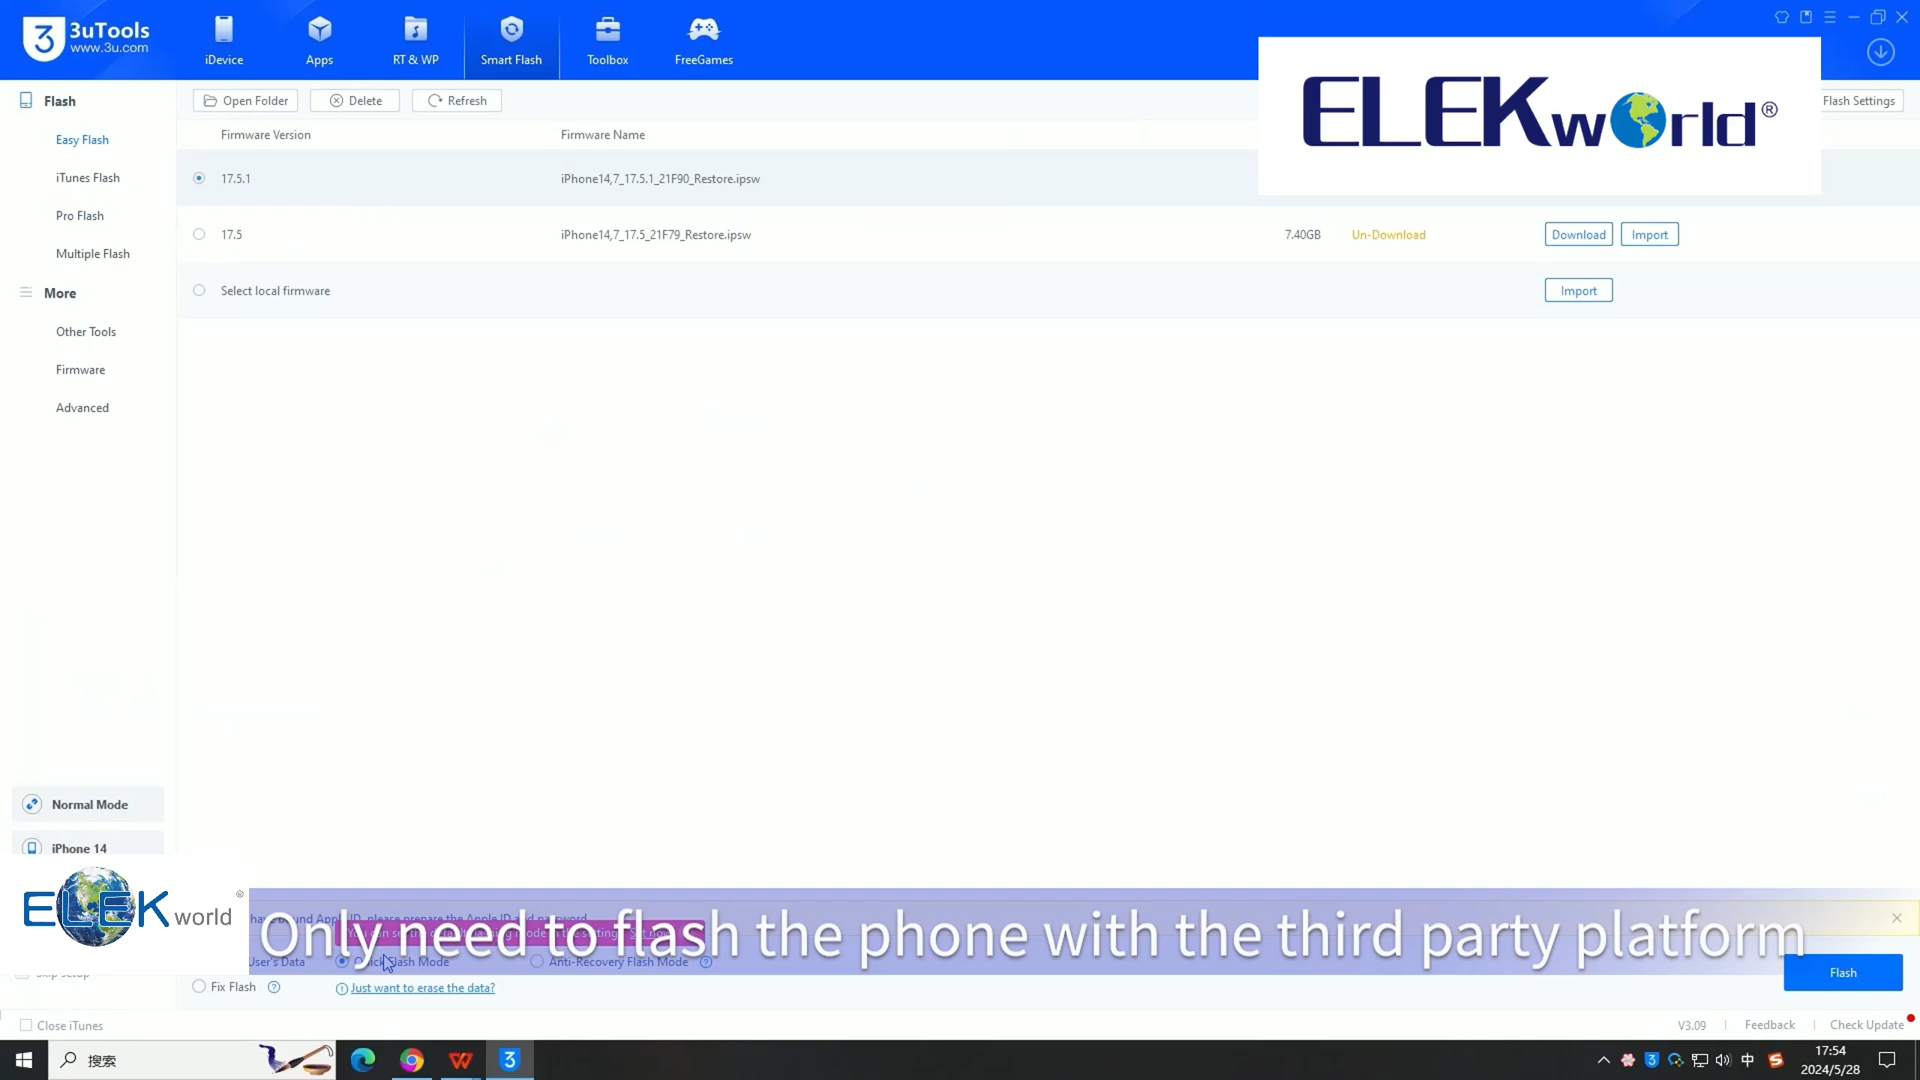 3uTools
www.3u.com
iDevice
Apps
RT & WP
Smart Flash
Toolbox
FreeGames
ELEKworld®
Flash
Open Folder
Delete
Refresh
Flash Settings
Firmware Version
Firmware Name
Easy Flash
iTunes Flash
Pro Flash
Multiple Flash
More
Other Tools
Firmware
Advanced
17.5.1
iPhone14,7_17.5.1_21F90_Restore.ipsw
17.5
iPhone14,7_17.5_21F79_Restore.ipsw
7.40GB
Un-Download
Download
Import
Select local firmware
Import
Normal Mode
iPhone 14
ELEKworld®
Only need to flash the phone with the third party platform
User's Data
Mode
Anti-Recovery Flash Mode
Flash
Fix Flash
Just want to erase the data?
Close iTunes
V3.09
Feedback
Check Update
搜索
中
17:54
2024/5/28